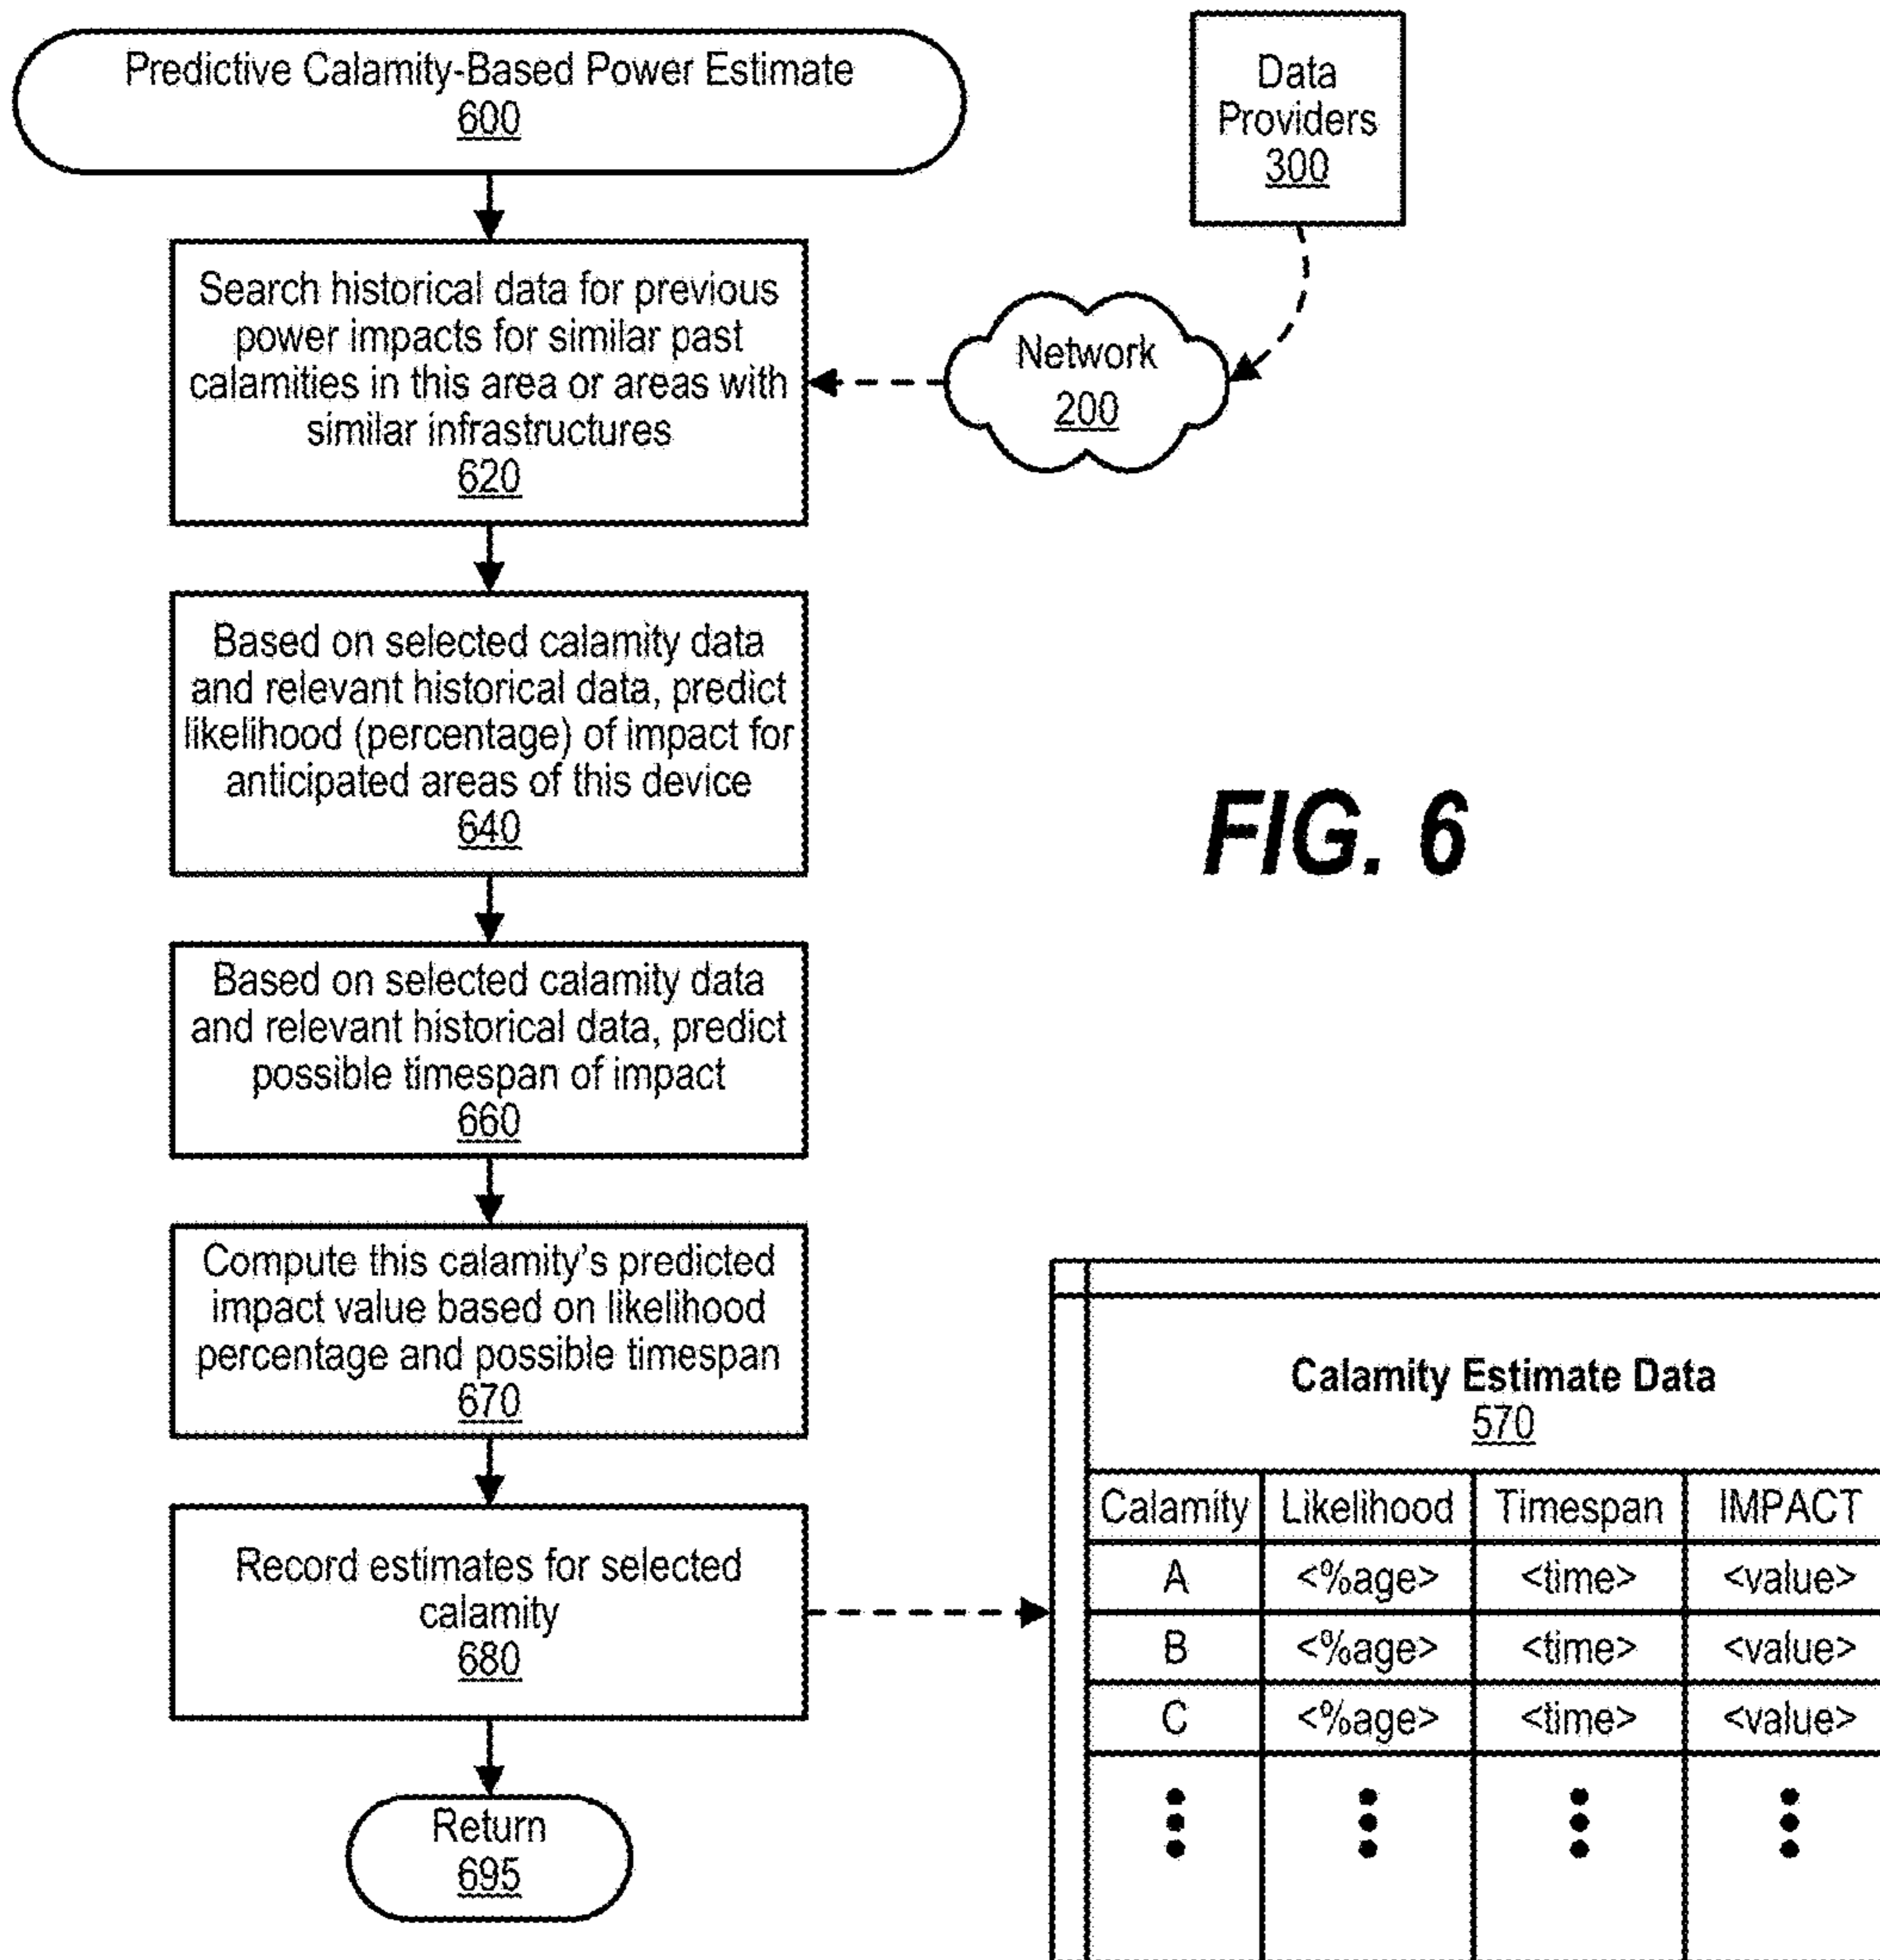 Predictive Calamity-Based Power Estimate
600
Data
Providers
300
Search historical data for previous
power impacts for similar past
calamities in this area or areas with
similar infrastructures
620
Network
200
Based on selected calamity data
and relevant historical data, predict
likelihood (percentage) of impact for
anticipated areas of this device
640
FIG. 6
Based on selected calamity data
and relevant historical data, predict
possible timespan of impact
660
Compute this calamity's predicted
impact value based on likelihood
percentage and possible timespan
670
Record estimates for selected
calamity
680
Return
695
Calamity Estimate Data
570
Calamity Likelihood Timespan IMPACT
A <%age> <time> <value>
B <%age> <time> <value>
C <%age> <time> <value>